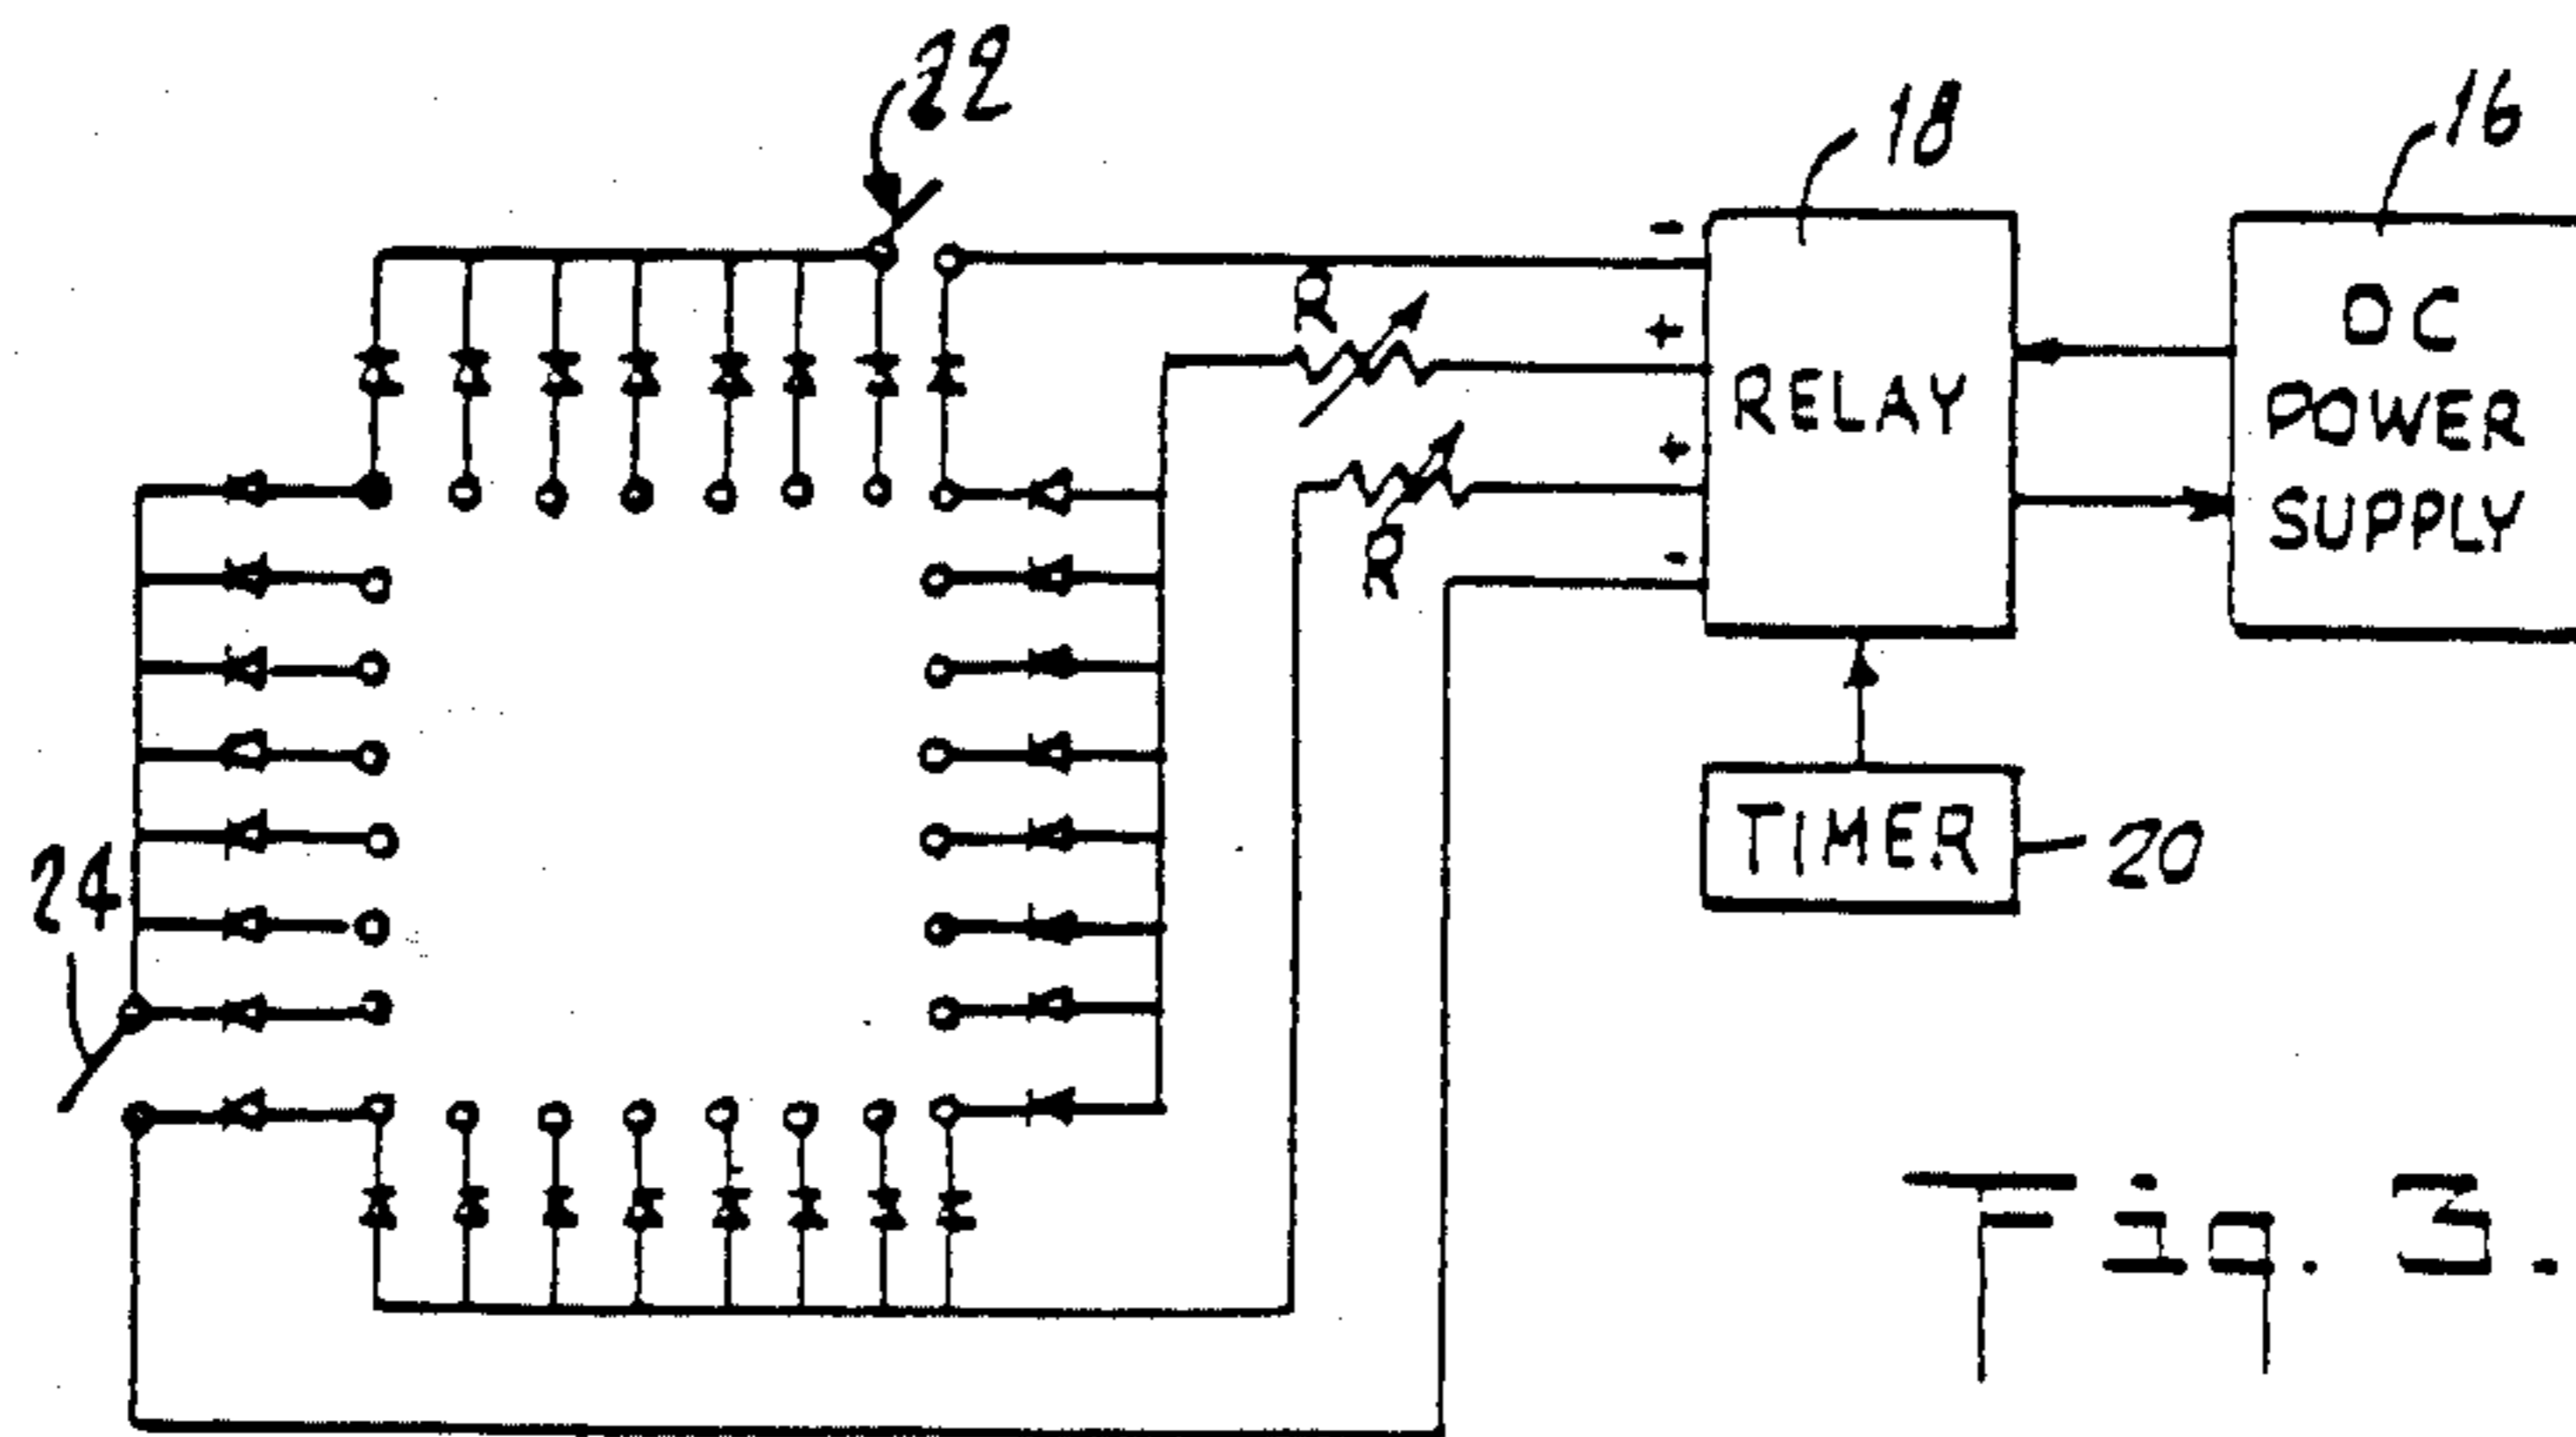 22
18
16
-
R
+
RELAY
DC
POWER
SUPPLY
+
R
-
TIMER
20
24
Fig. 3.